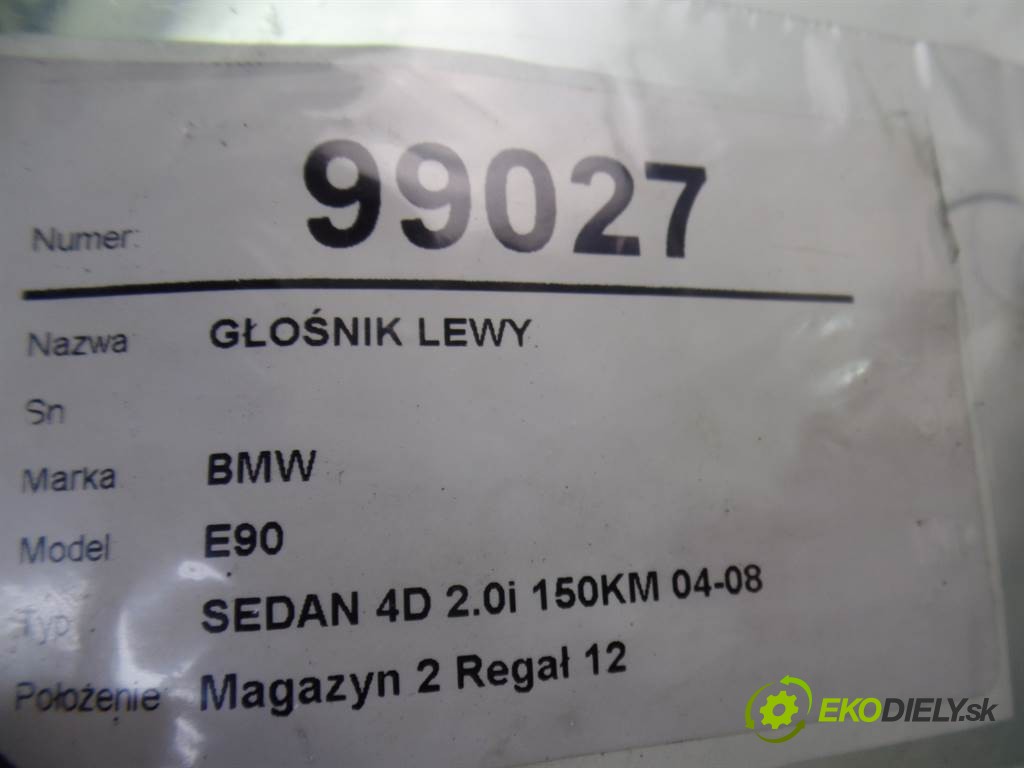 Numer: 99027
Nazwa GŁOŚNIK LEWY
Sn
Marka BMW
Model E90
Typ SEDAN 4D 2.0i 150KM 04-08
Położenie Magazyn 2 Regał 12
EKODIELY.sk